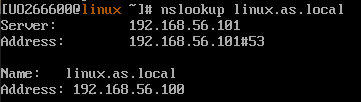 [UO266600@linux ~]# nslookup linux.as.local
Server:         192.168.56.101
Address:        192.168.56.101#53

Name:   linux.as.local
Address: 192.168.56.100